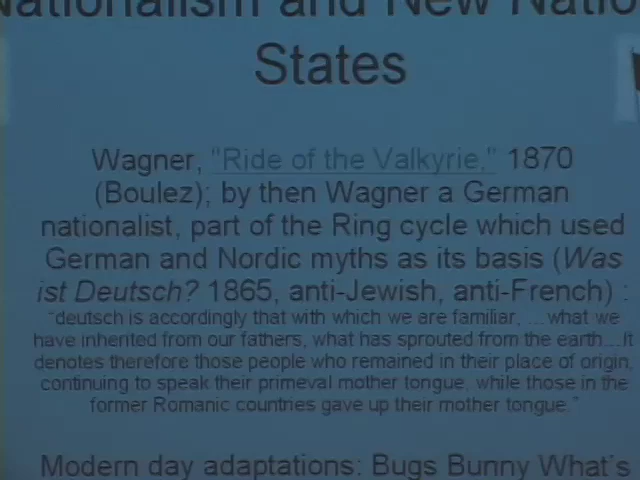 Nationalism and New Natio
States
Wagner, "Ride of the Valkyrie," 1870
(Boulez); by then Wagner a German
nationalist, part of the Ring cycle which used
German and Nordic myths as its basis (Was
ist Deutsch? 1865, anti-Jewish, anti-French) :
"deutsch is accordingly that with which we are familiar, ...what we
have inherited from our fathers, what has sprouted from the earth...It
denotes therefore those people who remained in their place of origin,
continuing to speak their primeval mother tongue, while those in the
former Romanic countries gave up their mother tongue."
Modern day adaptations: Bugs Bunny What's